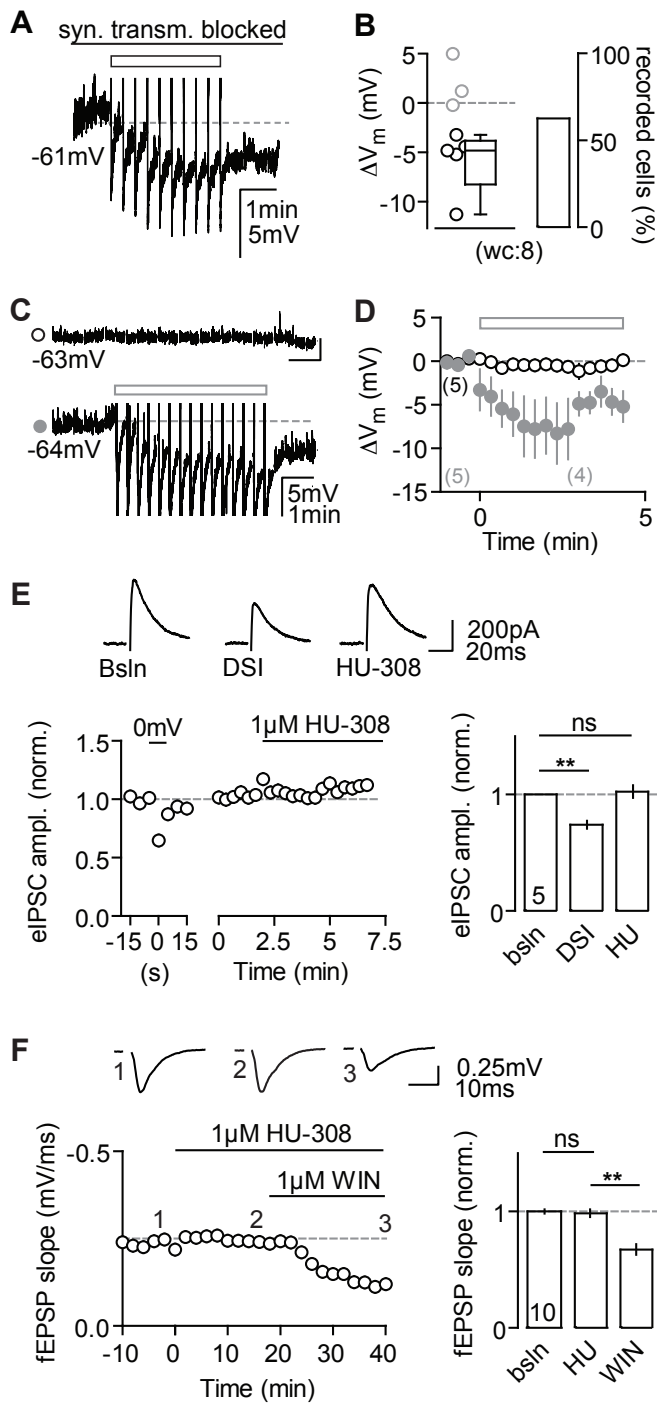 A
syn. transm. blocked
-61mV
1min
5mV
B
ΔVm (mV)
5
0
-5
-10
(wc:8)
100
50
0
recorded cells (%)
C
-63mV
-64mV
5mV
1min
D
ΔVm (mV)
5
0
-5
-10
-15
(5)
(5)
(4)
0
5
Time (min)
E
Bsln
DSI
HU-308
200pA
20ms
eIPSC ampl. (norm.)
1.5
1.0
0.5
0.0
0mV
1µM HU-308
-15 0 15
(s)
0 2.5 5 7.5
Time (min)
eIPSC ampl. (norm.)
1
0
ns
**
5
bsln
DSI
HU
F
1
2
3
0.25mV
10ms
fEPSP slope (mV/ms)
-0.5
0.0
1µM HU-308
1µM WIN
1
2
3
-10 0 10 20 30 40
Time (min)
fEPSP slope (norm.)
1
0
ns
**
10
bsln
HU
WIN